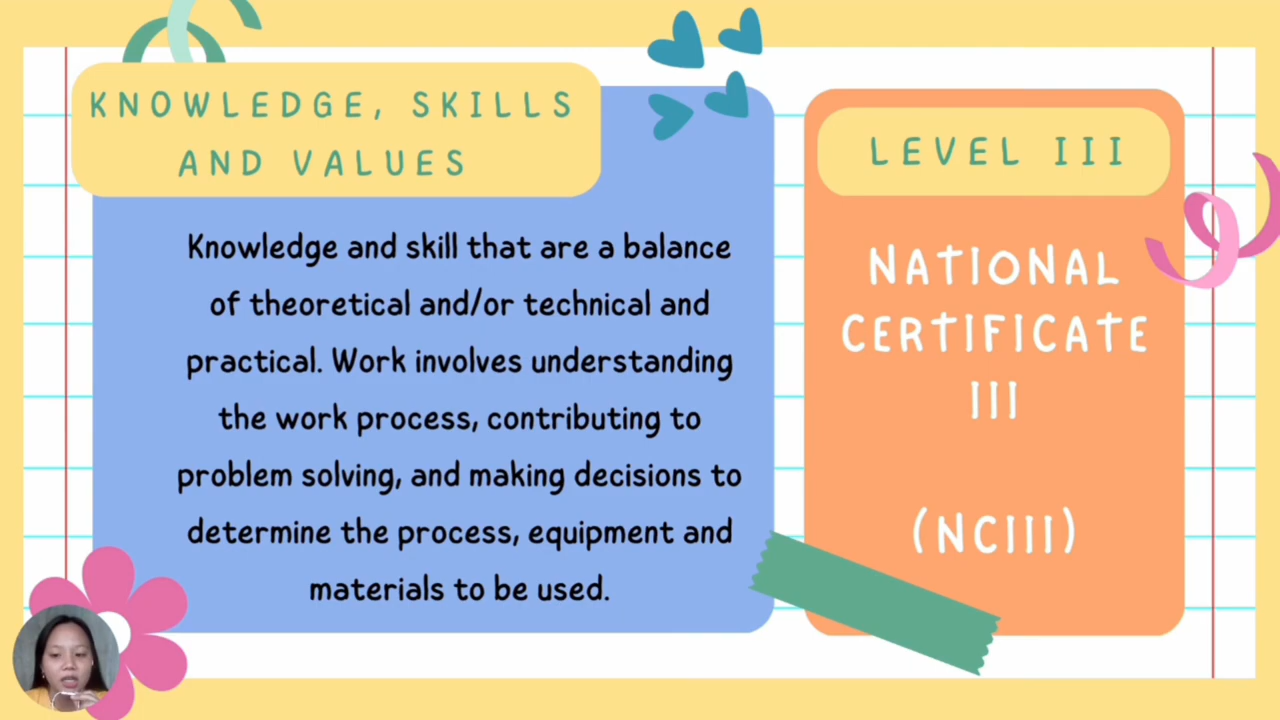 KNOWLEDGE, SKILLS
AND VALUES
Knowledge and skill that are a balance
of theoretical and/or technical and
practical. Work involves understanding
the work process, contributing to
problem solving, and making decisions to
determine the process, equipment and
materials to be used.
LEVEL III
NATIONAL
CERTIFICATE
III
(NCIII)